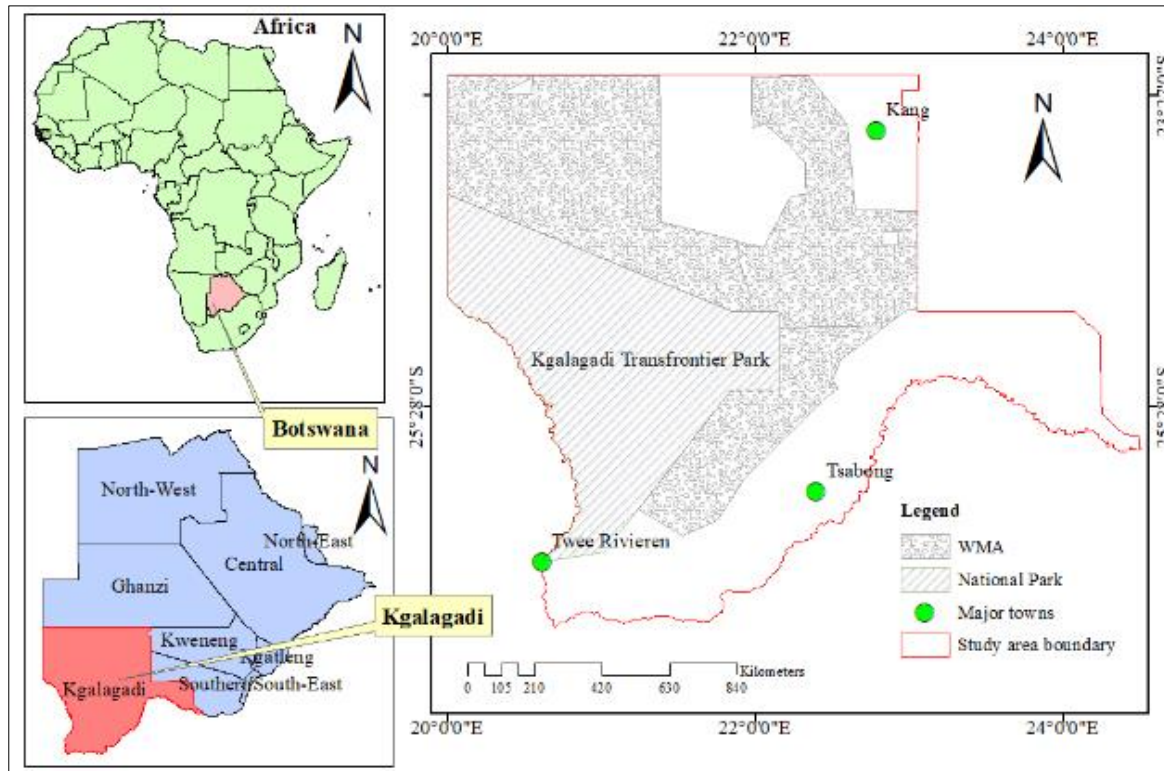 Africa
N
Botswana
N
North-West
North-East
Central
Ghanzi
Kgalagadi
Kweneng
Kgatleng
Kgalagadi
Southern
South-East
20°0'0"E
22°0'0"E
24°0'0"E
N
Kang
Kgalagadi Transfrontier Park
25°28'0"S
25°28'0"S
Tsabong
Twee Rivieren
Legend
WMA
National Park
Major towns
Study area boundary
Kilometers
0 105 210 420 630 840
20°0'0"E
22°0'0"E
24°0'0"E